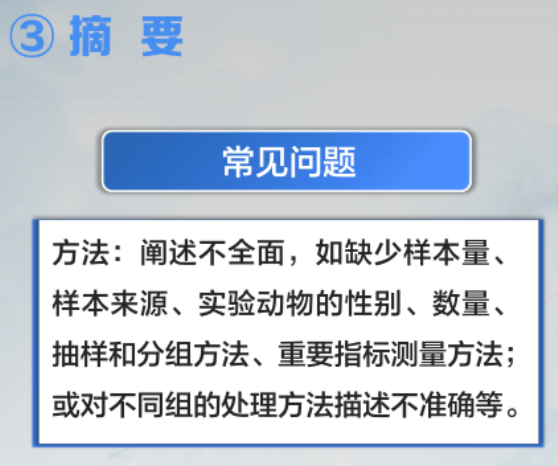 ③ 摘 要
常见问题
方法：阐述不全面，如缺少样本量、
样本来源、实验动物的性别、数量、
抽样和分组方法、重要指标测量方法；
或对不同组的处理方法描述不准确等。